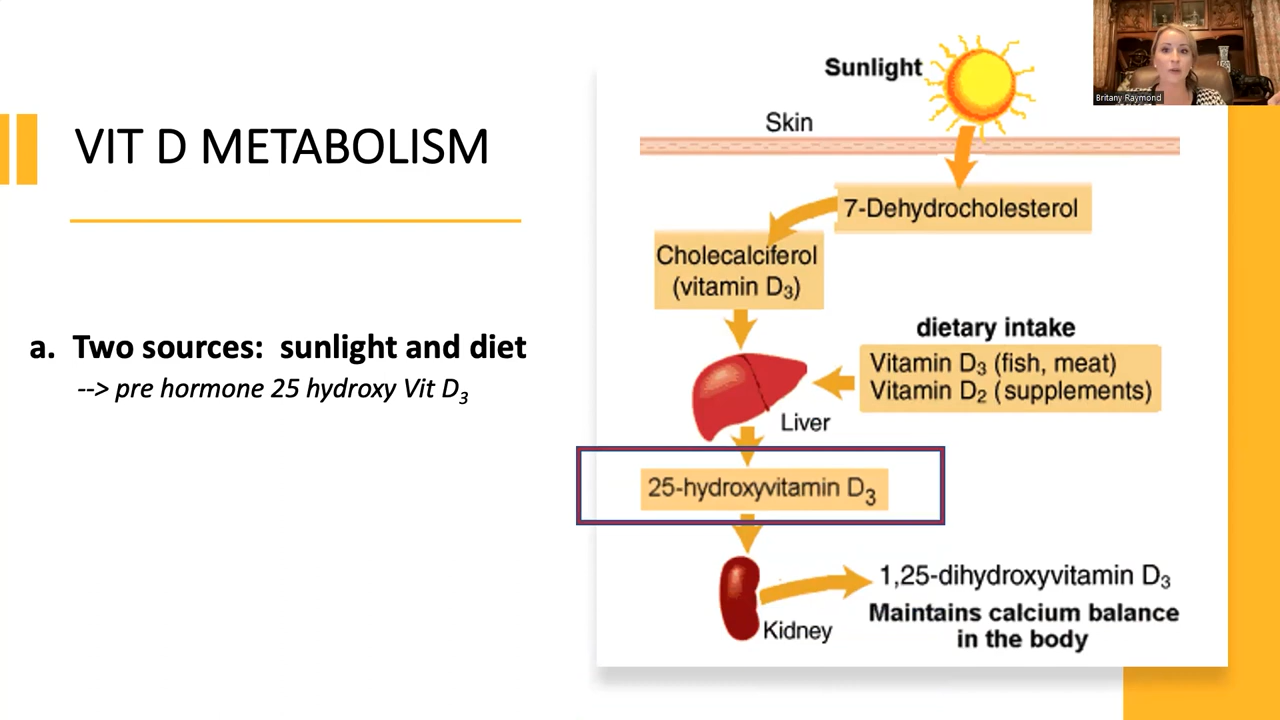 VIT D METABOLISM
a. Two sources: sunlight and diet
--> pre hormone 25 hydroxy Vit D3
Sunlight
Skin
7-Dehydrocholesterol
Cholecalciferol
(vitamin D3)
dietary intake
Vitamin D3 (fish, meat)
Vitamin D2 (supplements)
Liver
25-hydroxyvitamin D3
Kidney
1,25-dihydroxyvitamin D3
Maintains calcium balance
in the body
Britany Raymond